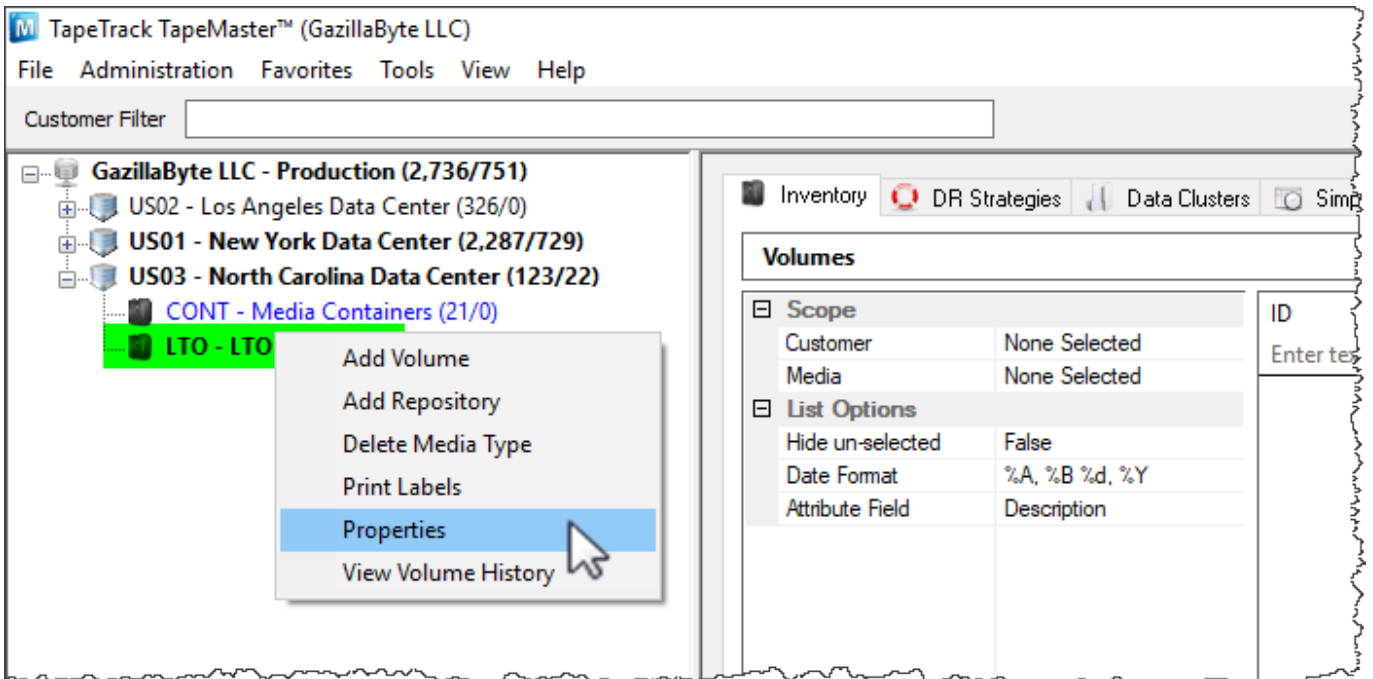 TapeTrack TapeMaster™ (GazillaByte LLC)
File Administration Favorites Tools View Help
Customer Filter
GazillaByte LLC - Production (2,736/751)
US02 - Los Angeles Data Center (326/0)
US01 - New York Data Center (2,287/729)
US03 - North Carolina Data Center (123/22)
CONT - Media Containers (21/0)
LTO - LTO
Add Volume
Add Repository
Delete Media Type
Print Labels
Properties
View Volume History
Inventory DR Strategies Data Clusters
Volumes
Scope
Customer None Selected
Media None Selected
List Options
Hide un-selected False
Date Format %A, %B %d, %Y
Attribute Field Description
ID
Enter